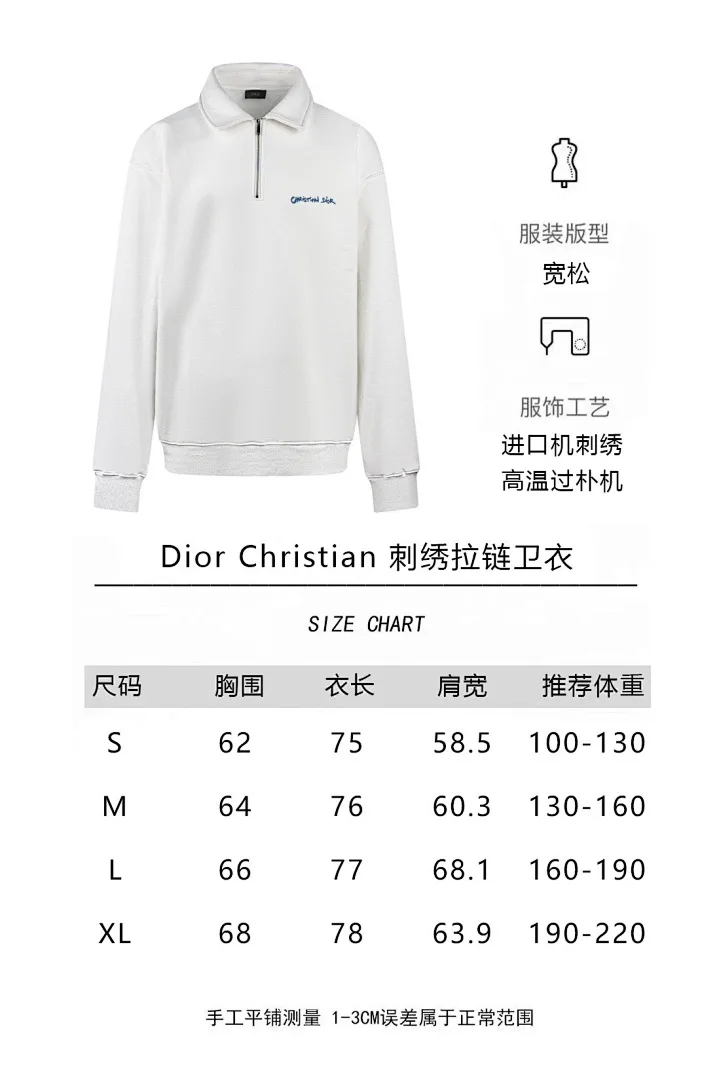 CHRISTIAN DIOR
服装版型
宽松
服饰工艺
进口机刺绣
高温过朴机
Dior Christian 刺绣拉链卫衣
SIZE CHART
尺码 胸围 衣长 肩宽 推荐体重
S 62 75 58.5 100-130
M 64 76 60.3 130-160
L 66 77 68.1 160-190
XL 68 78 63.9 190-220
手工平铺测量 1-3CM误差属于正常范围